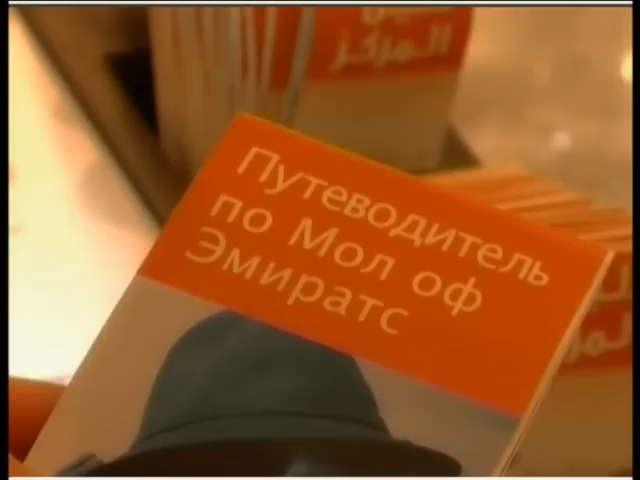 Путеводитель
по Мол оф
Эмиратс
المركز